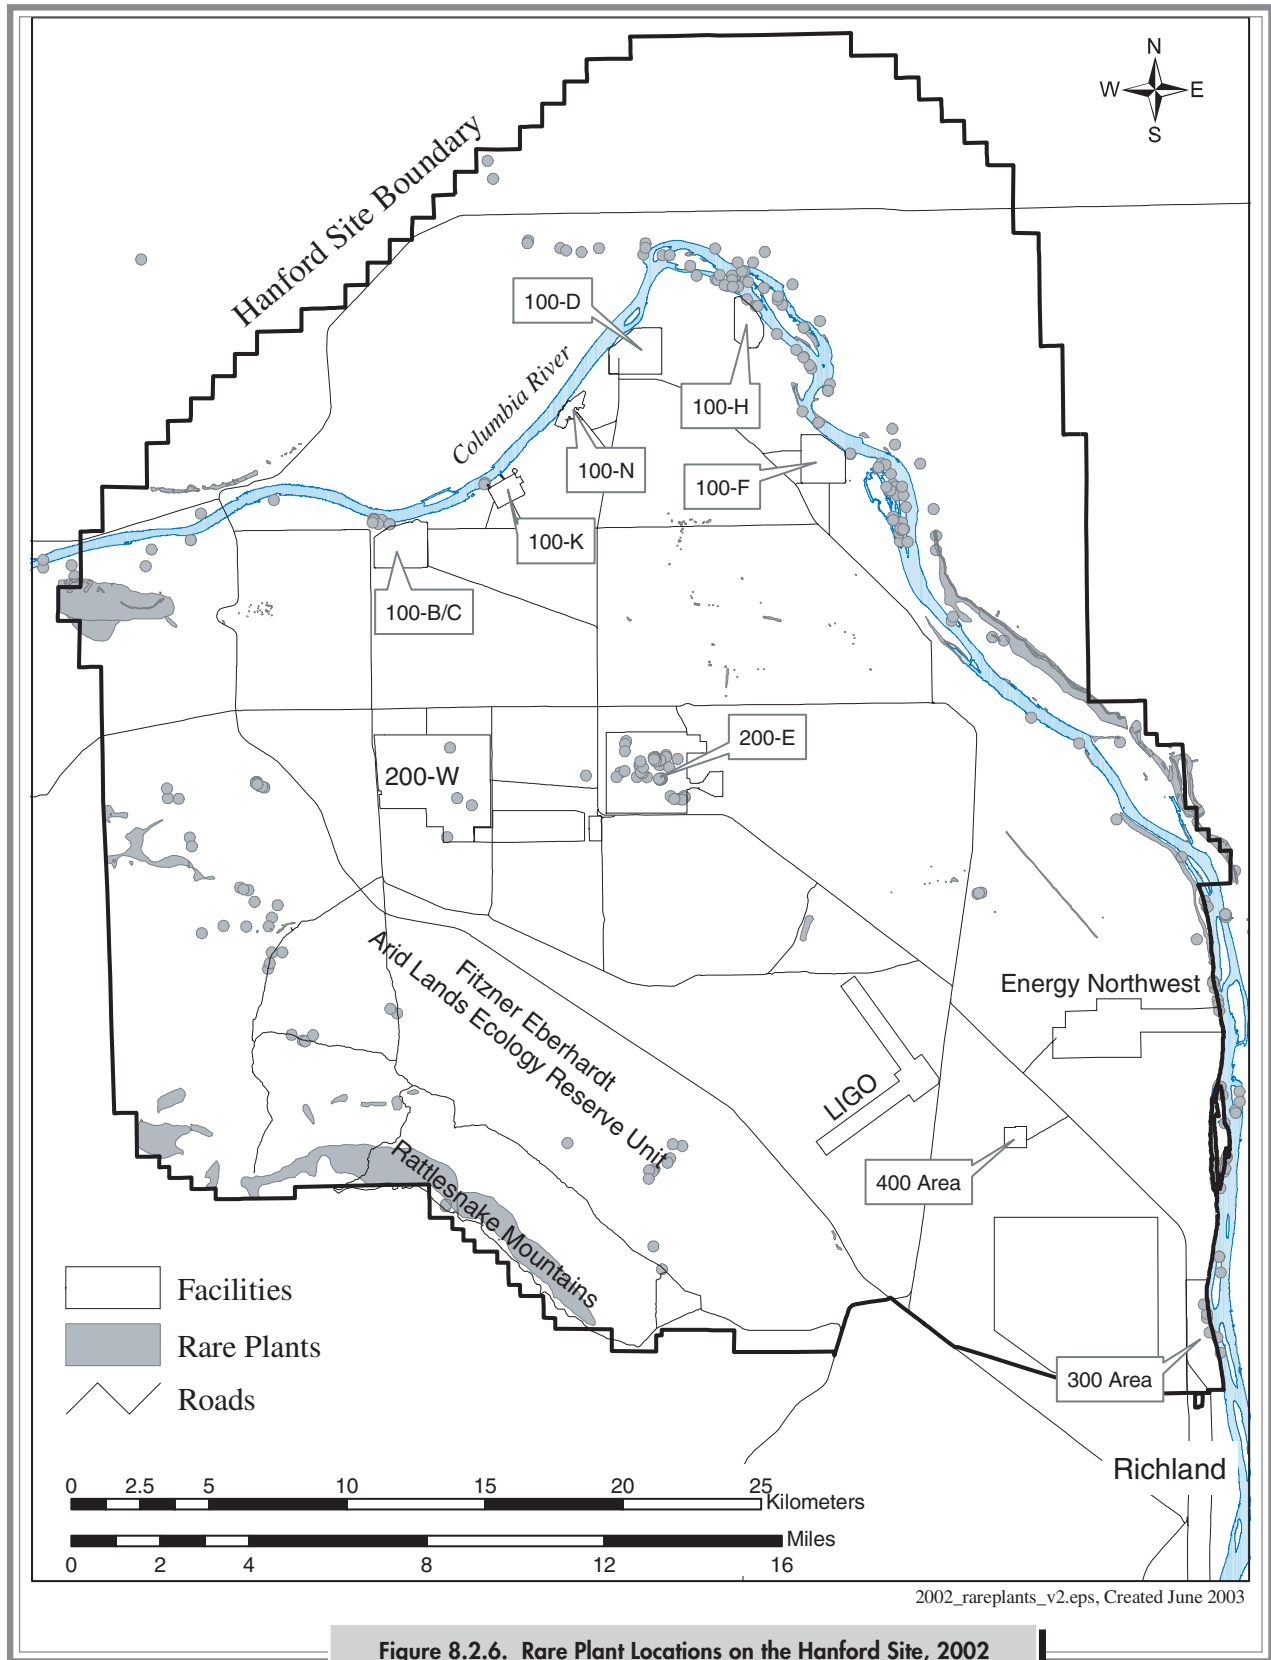 N
W E
S
Hanford Site Boundary
100-D
Columbia River
100-H
100-N
100-F
100-K
100-B/C
200-E
200-W
Fitzner Eberhardt
Arid Lands Ecology Reserve Unit
Energy Northwest
LIGO
400 Area
Rattlesnake Mountains
Facilities
Rare Plants
Roads
300 Area
Richland
0 2.5 5 10 15 20 25
Kilometers
Miles
0 2 4 8 12 16
2002_rareplants_v2.eps, Created June 2003
Figure 8.2.6. Rare Plant Locations on the Hanford Site, 2002